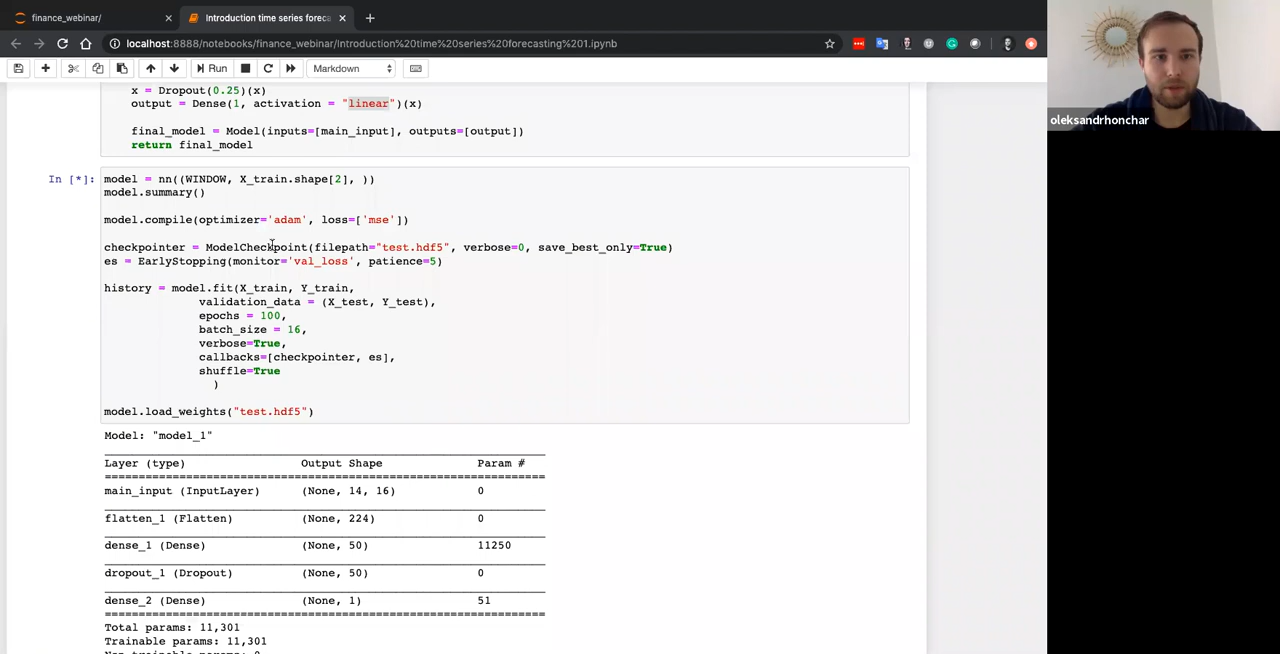 finance_webinar/
Introduction time series foreca
localhost:8888/notebooks/finance_webinar/Introduction%20time%20series%20forecasting%201.ipynb
Run
Markdown
oleksandrhonchar
x = Dropout(0.25)(x)
output = Dense(1, activation = "linear")(x)
final_model = Model(inputs=[main_input], outputs=[output])
return final_model
In [*]:
model = nn((WINDOW, X_train.shape[2], ))
model.summary()
model.compile(optimizer='adam', loss=['mse'])
checkpointer = ModelCheckpoint(filepath="test.hdf5", verbose=0, save_best_only=True)
es = EarlyStopping(monitor='val_loss', patience=5)
history = model.fit(X_train, Y_train,
validation_data = (X_test, Y_test),
epochs = 100,
batch_size = 16,
verbose=True,
callbacks=[checkpointer, es],
shuffle=True
)
model.load_weights("test.hdf5")
Model: "model_1"
Layer (type) Output Shape Param #
main_input (InputLayer) (None, 14, 16) 0
flatten_1 (Flatten) (None, 224) 0
dense_1 (Dense) (None, 50) 11250
dropout_1 (Dropout) (None, 50) 0
dense_2 (Dense) (None, 1) 51
Total params: 11,301
Trainable params: 11,301